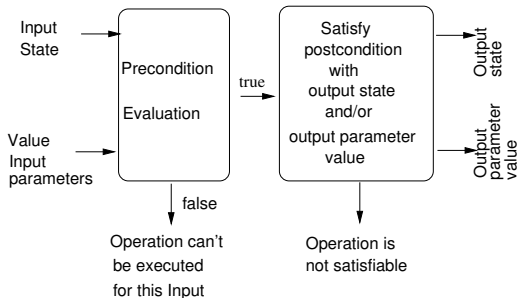 Input
State
Value
Input
parameters
Precondition
Evaluation
true
false
Operation can't
be executed
for this Input
Satisfy
postcondition
with
output state
and/or
output parameter
value
Operation is
not satisfiable
Output
state
Output
parameter
value